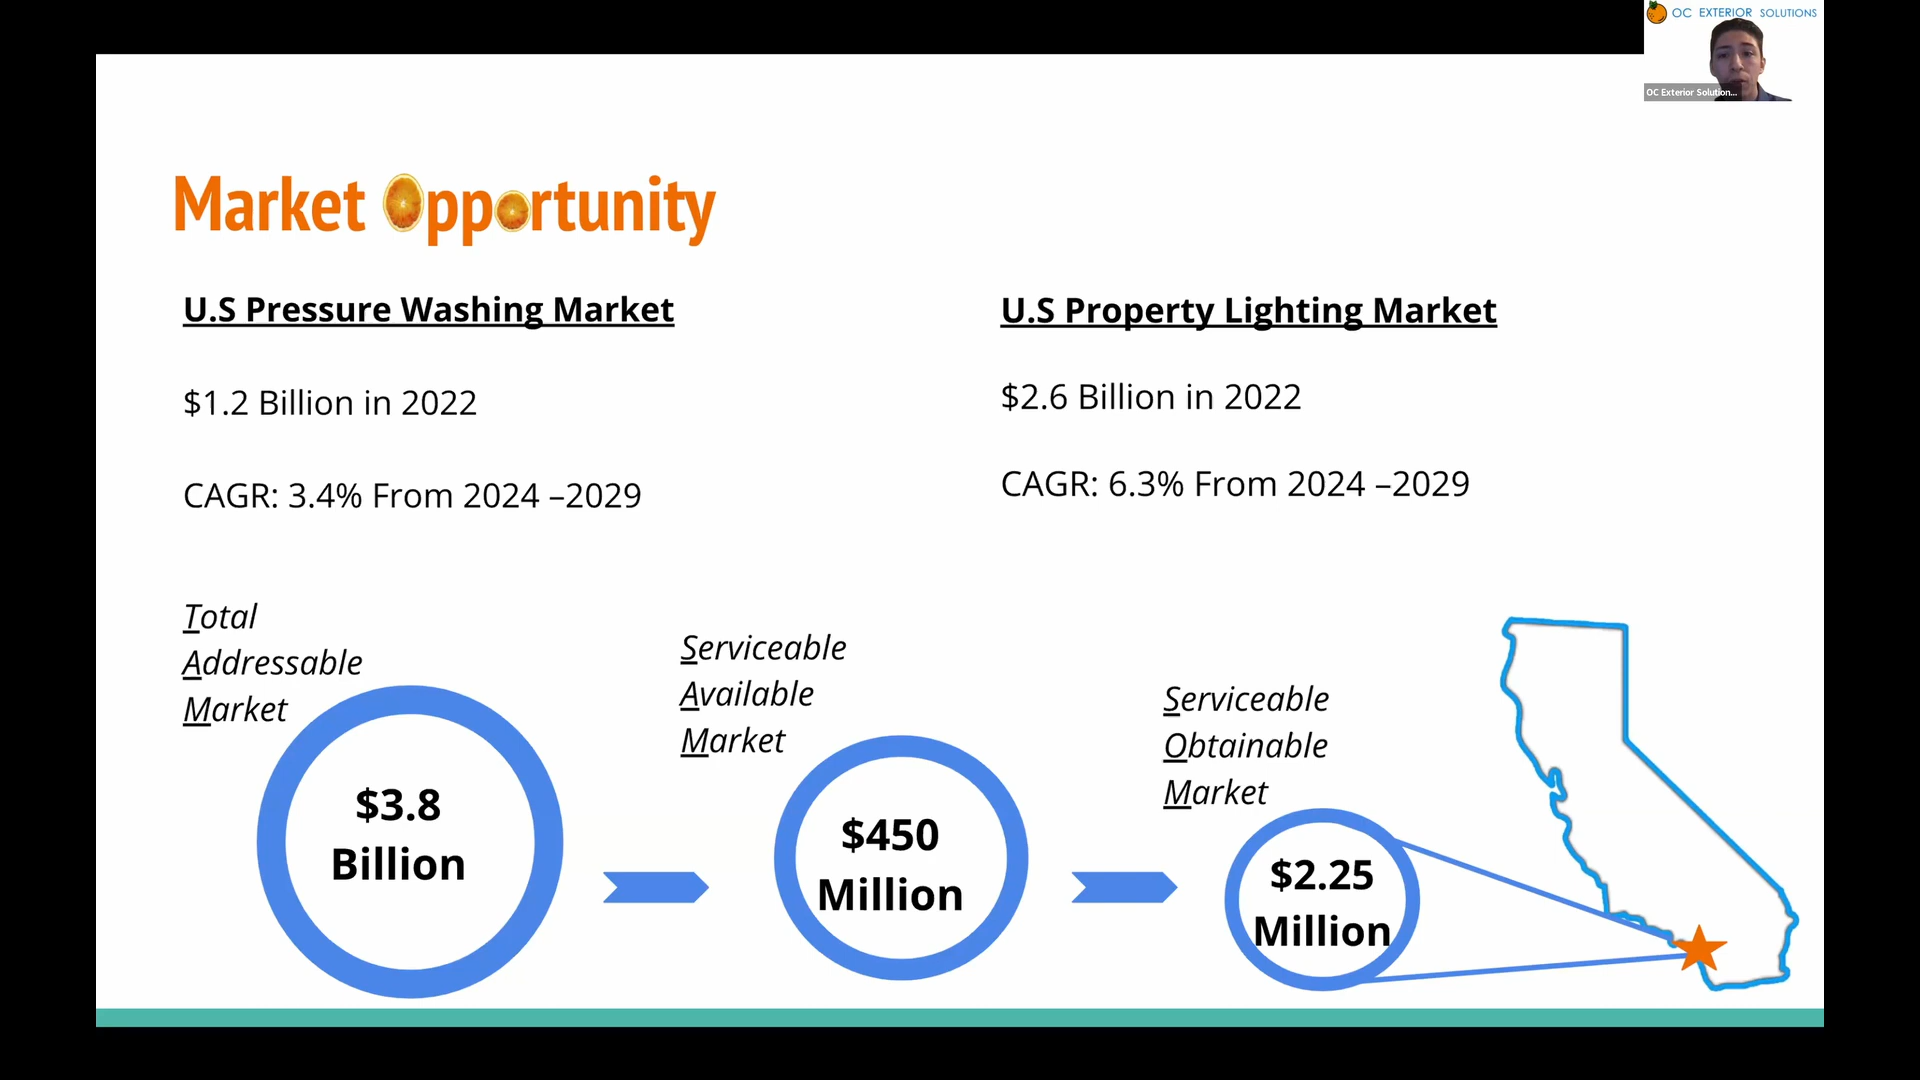 OC EXTERIOR SOLUTIONS
OC Exterior Solution...
Market Opportunity
U.S Pressure Washing Market
$1.2 Billion in 2022
CAGR: 3.4% From 2024 –2029
U.S Property Lighting Market
$2.6 Billion in 2022
CAGR: 6.3% From 2024 –2029
Total
Addressable
Market
$3.8
Billion
Serviceable
Available
Market
$450
Million
Serviceable
Obtainable
Market
$2.25
Million